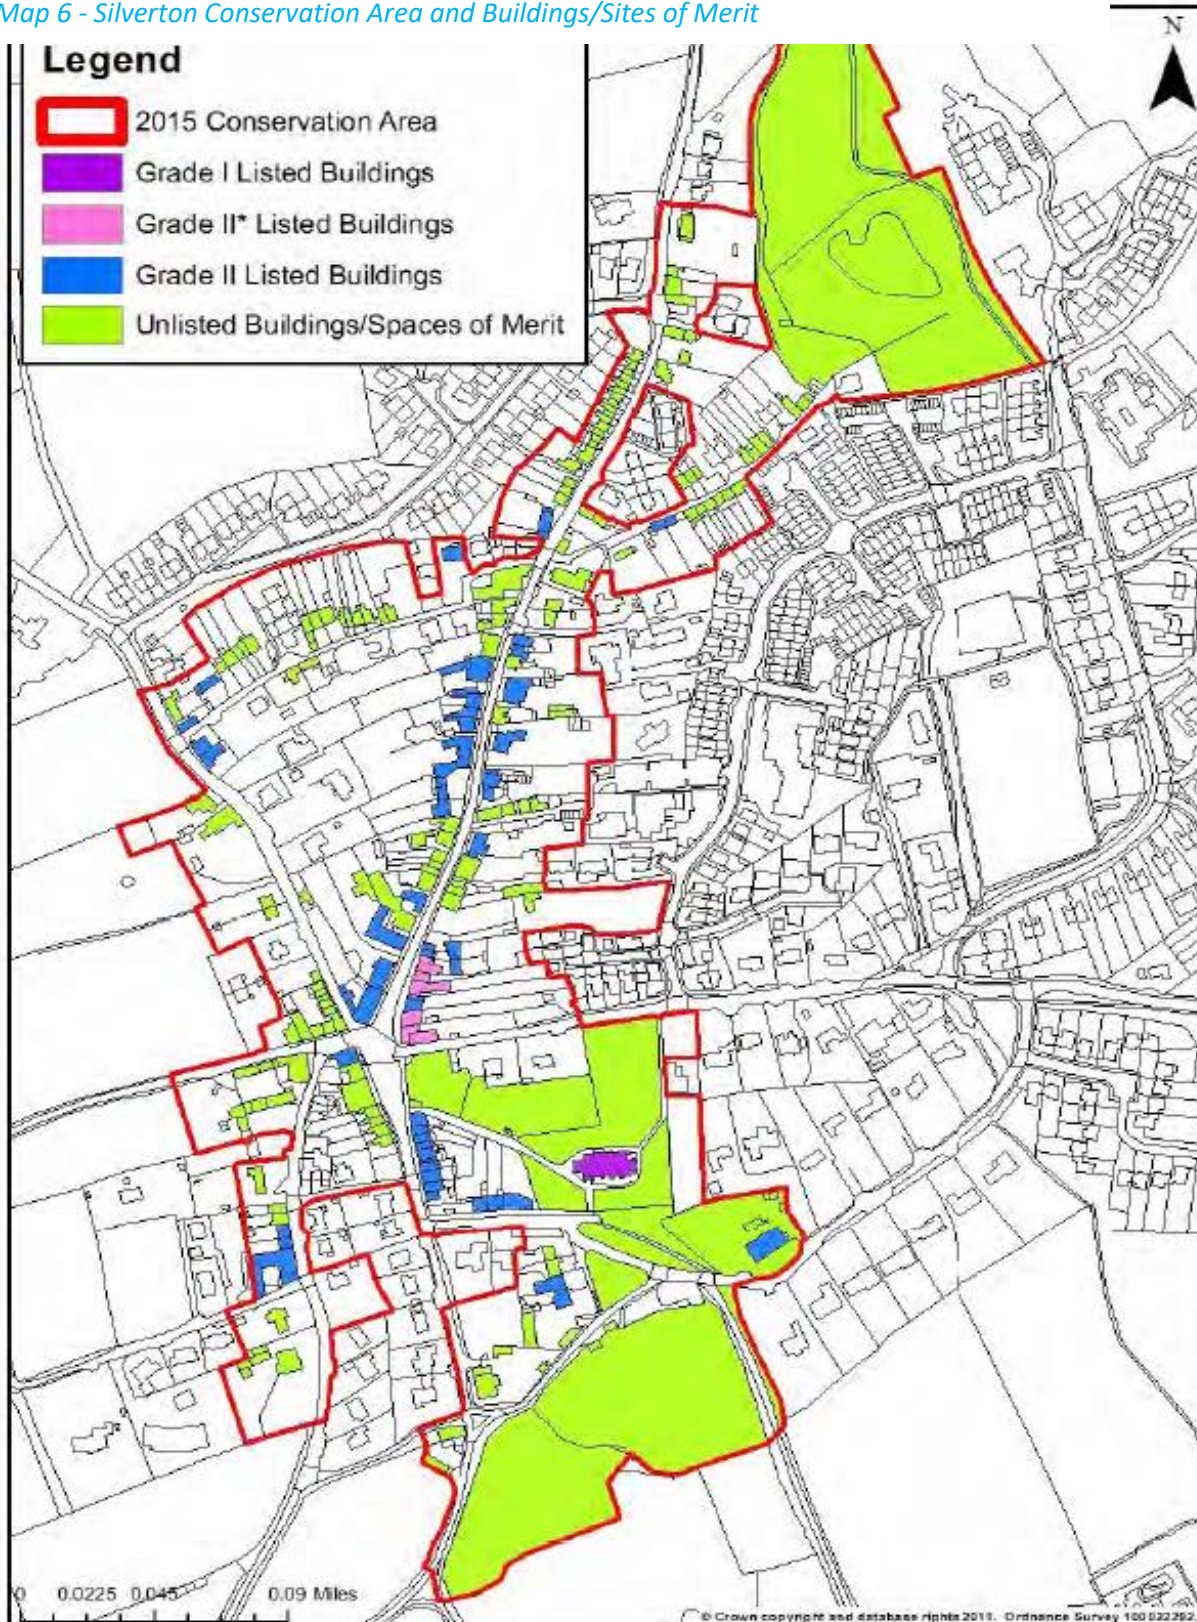 Map 6 - Silverton Conservation Area and Buildings/Sites of Merit
N
Legend
2015 Conservation Area
Grade I Listed Buildings
Grade II* Listed Buildings
Grade II Listed Buildings
Unlisted Buildings/Spaces of Merit
0 0.0225 0.045 0.09 Miles
© Crown copyright and database rights 2011. Ordnance Survey